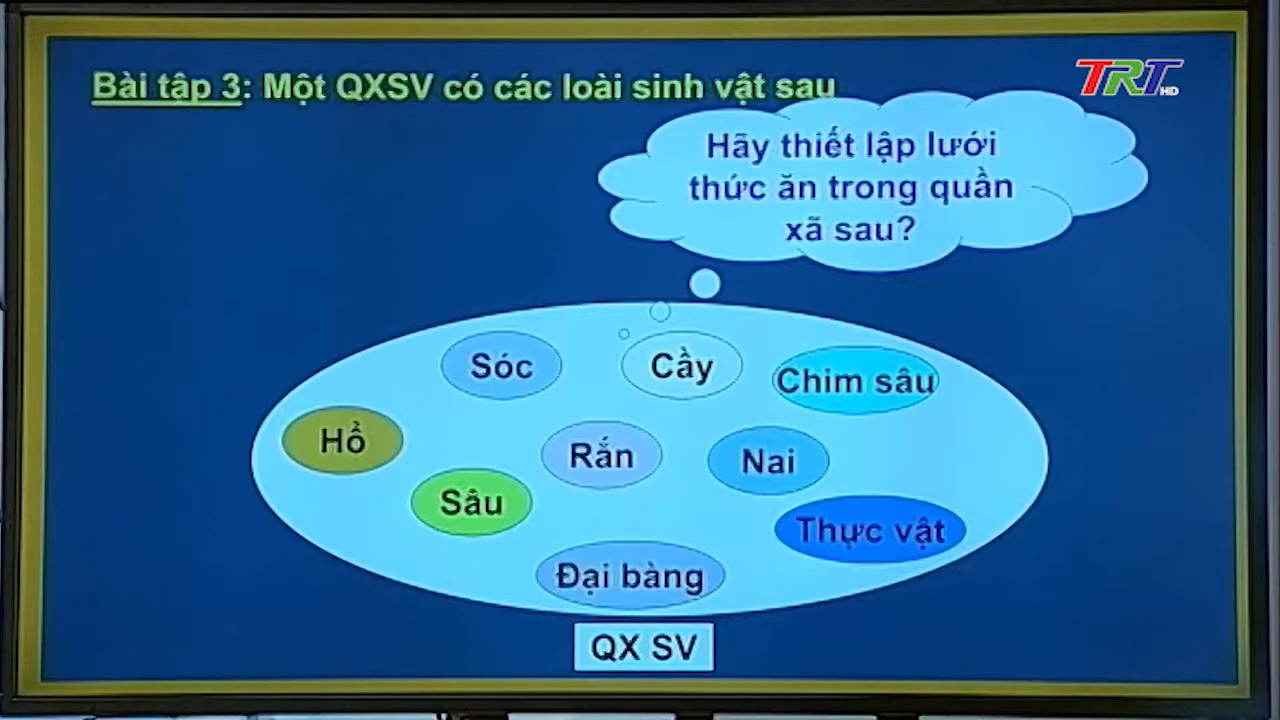 Bài tập 3: Một QXSV có các loài sinh vật sau
TRT HD
Hãy thiết lập lưới
thức ăn trong quần
xã sau?
Sóc
Cầy
Chim sâu
Hổ
Rắn
Nai
Sâu
Thực vật
Đại bàng
QX SV